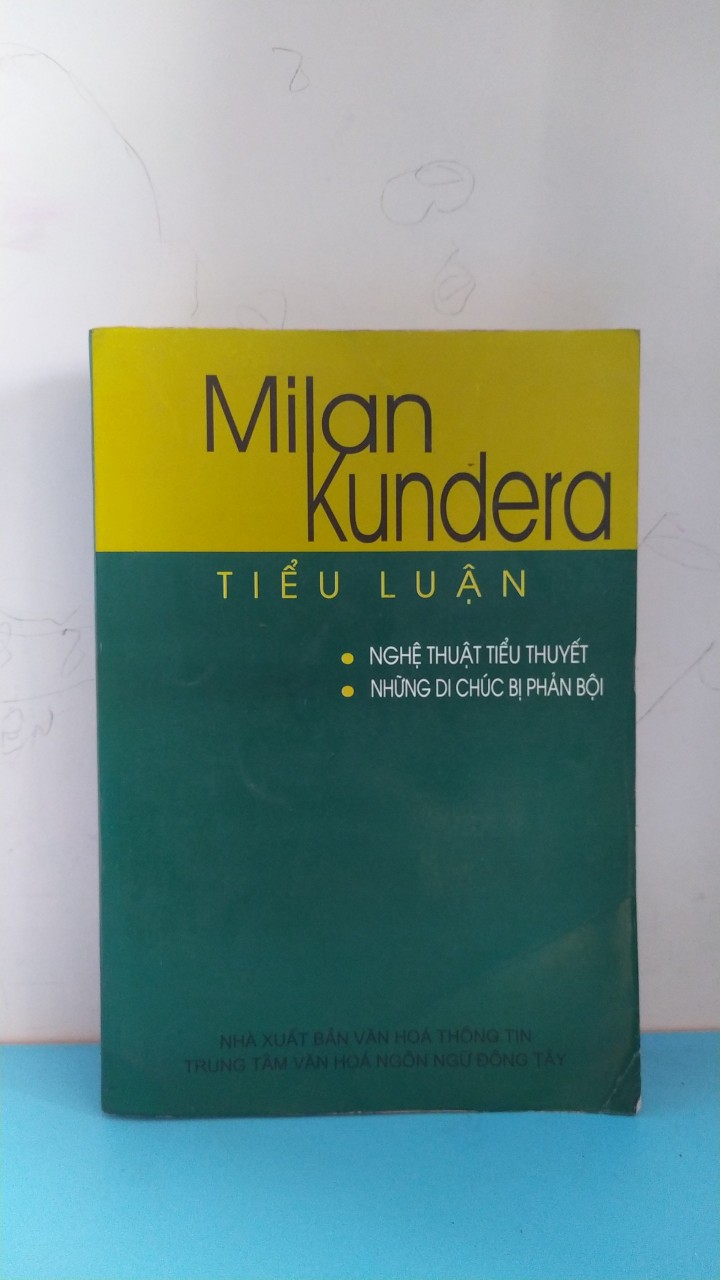 Milan
Kundera
TIỂU LUẬN
• NGHỆ THUẬT TIỂU THUYẾT
• NHỮNG DI CHÚC BỊ PHẢN BỘI
NHÀ XUẤT BẢN VĂN HOÁ THÔNG TIN
TRUNG TÂM VĂN HOÁ NGÔN NGỮ ĐÔNG TÂY